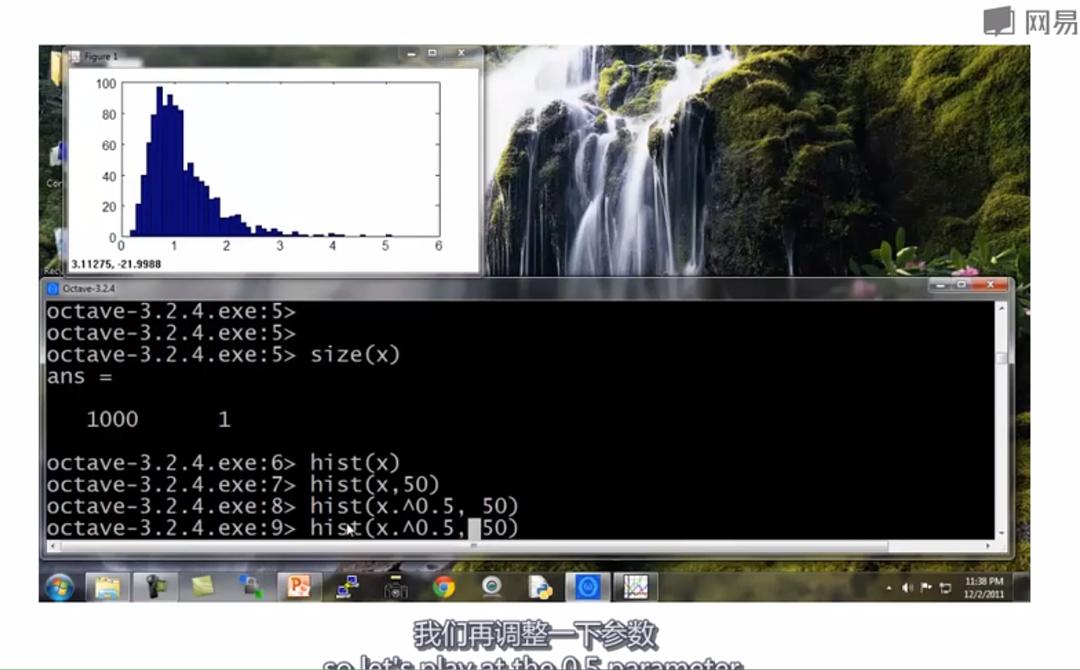 网易
Figure 1
100
80
60
40
20
0
0 1 2 3 4 5 6
3.11275, -21.9988
Octave-3.2.4
octave-3.2.4.exe:5>
octave-3.2.4.exe:5>
octave-3.2.4.exe:5> size(x)
ans =
1000 1
octave-3.2.4.exe:6> hist(x)
octave-3.2.4.exe:7> hist(x,50)
octave-3.2.4.exe:8> hist(x.^0.5, 50)
octave-3.2.4.exe:9> hist(x.^0.5, 50)
11:38 PM
12/2/2011
我们再调整一下参数
so let's play at the 0.5 parameter